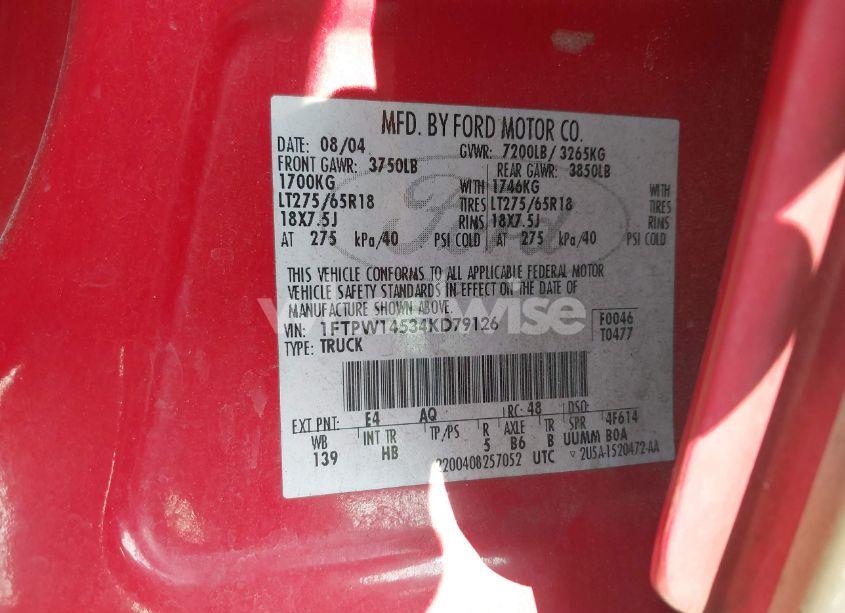 MFD. BY FORD MOTOR CO.
DATE: 08/04 GVWR: 7200LB/ 3265KG
FRONT GAWR: 3750LB REAR GAWR: 3850LB
1700KG WITH 1746KG WITH
LT275/65R18 TIRES LT275/65R18 TIRES
18X7.5J RIMS 18X7.5J RIMS
AT 275 kPa/40 PSI COLD AT 275 kPa/40 PSI COLD
Ford
THIS VEHICLE CONFORMS TO ALL APPLICABLE FEDERAL MOTOR
VEHICLE SAFETY STANDARDS IN EFFECT ON THE DATE OF
MANUFACTURE SHOWN ABOVE.
VIN: 1FTPW14534KD79126 F0046
TYPE: TRUCK T0477
EXT PNT: E4 AQ RC: 48 DSO:
WB INT TR TP/PS R AXLE TR SPR 4F614
139 HB 5 B6 B UUMM BOA
2200408257052 UTC ▽ 2U5A-1520472-AA